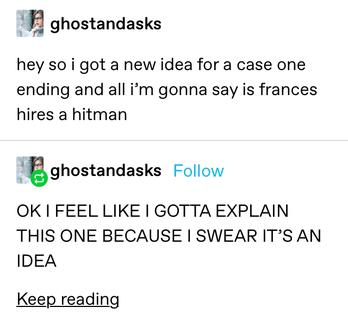 ghostandasks
hey so i got a new idea for a case one
ending and all i'm gonna say is frances
hires a hitman
ghostandasks Follow
OK I FEEL LIKE I GOTTA EXPLAIN
THIS ONE BECAUSE I SWEAR IT'S AN
IDEA
Keep reading